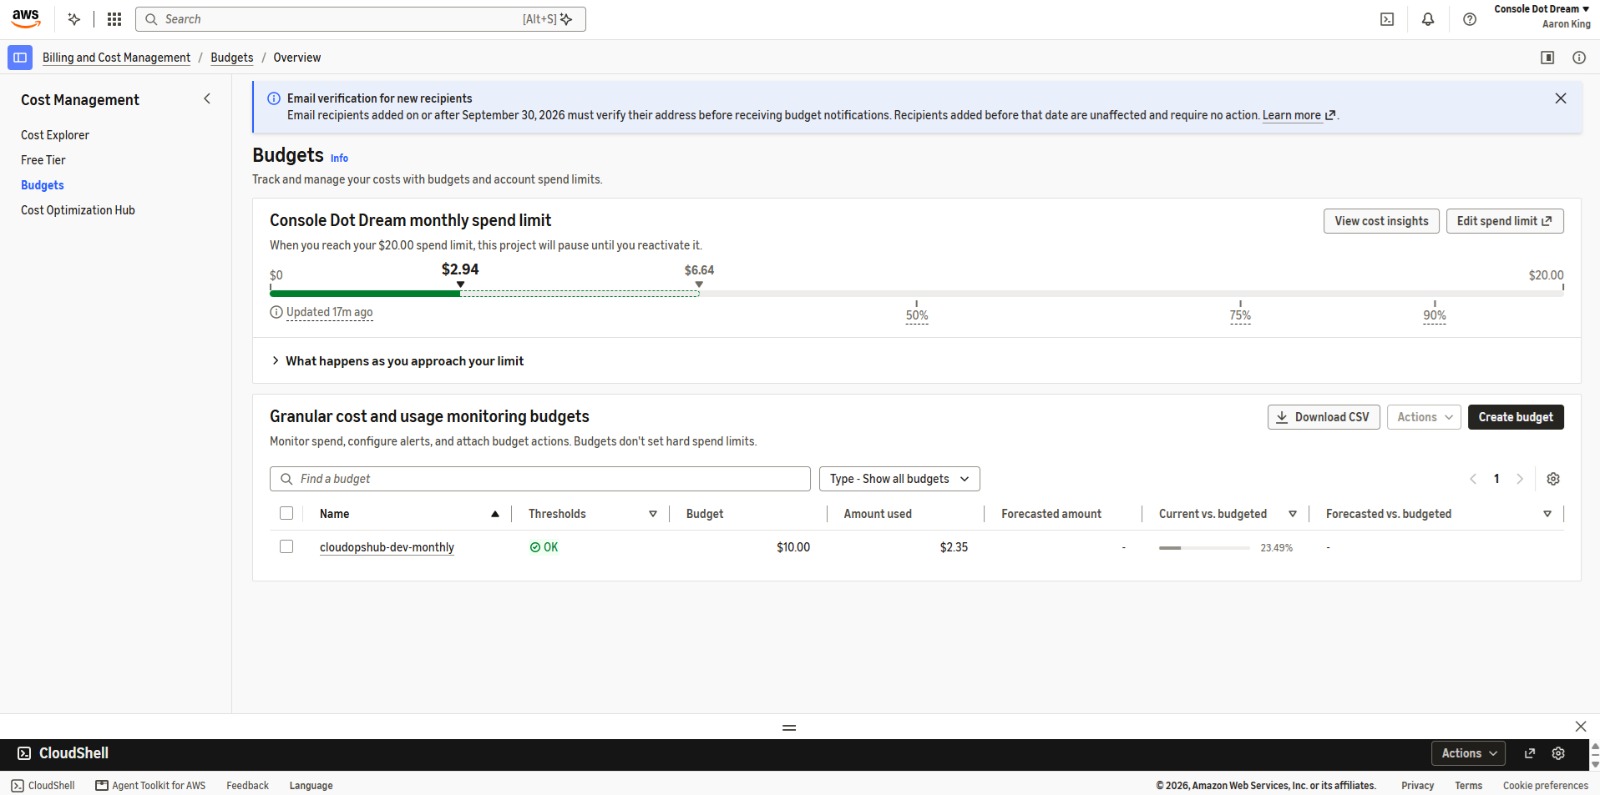 aws
Search
[Alt+S]
Console Dot Dream
Aaron King
Billing and Cost Management / Budgets / Overview
Cost Management
Cost Explorer
Free Tier
Budgets
Cost Optimization Hub
Email verification for new recipients
Email recipients added on or after September 30, 2026 must verify their address before receiving budget notifications. Recipients added before that date are unaffected and require no action. Learn more .
Budgets Info
Track and manage your costs with budgets and account spend limits.
Console Dot Dream monthly spend limit
View cost insights
Edit spend limit
When you reach your $20.00 spend limit, this project will pause until you reactivate it.
$0
$2.94
$6.64
$20.00
Updated 17m ago
50%
75%
90%
What happens as you approach your limit
Granular cost and usage monitoring budgets
Download CSV
Actions
Create budget
Monitor spend, configure alerts, and attach budget actions. Budgets don't set hard spend limits.
Find a budget
Type - Show all budgets
1
Name Thresholds Budget Amount used Forecasted amount Current vs. budgeted Forecasted vs. budgeted
cloudopshub-dev-monthly OK $10.00 $2.35 - 23.49% -
CloudShell
Actions
CloudShell Agent Toolkit for AWS Feedback Language © 2026, Amazon Web Services, Inc. or its affiliates. Privacy Terms Cookie preferences